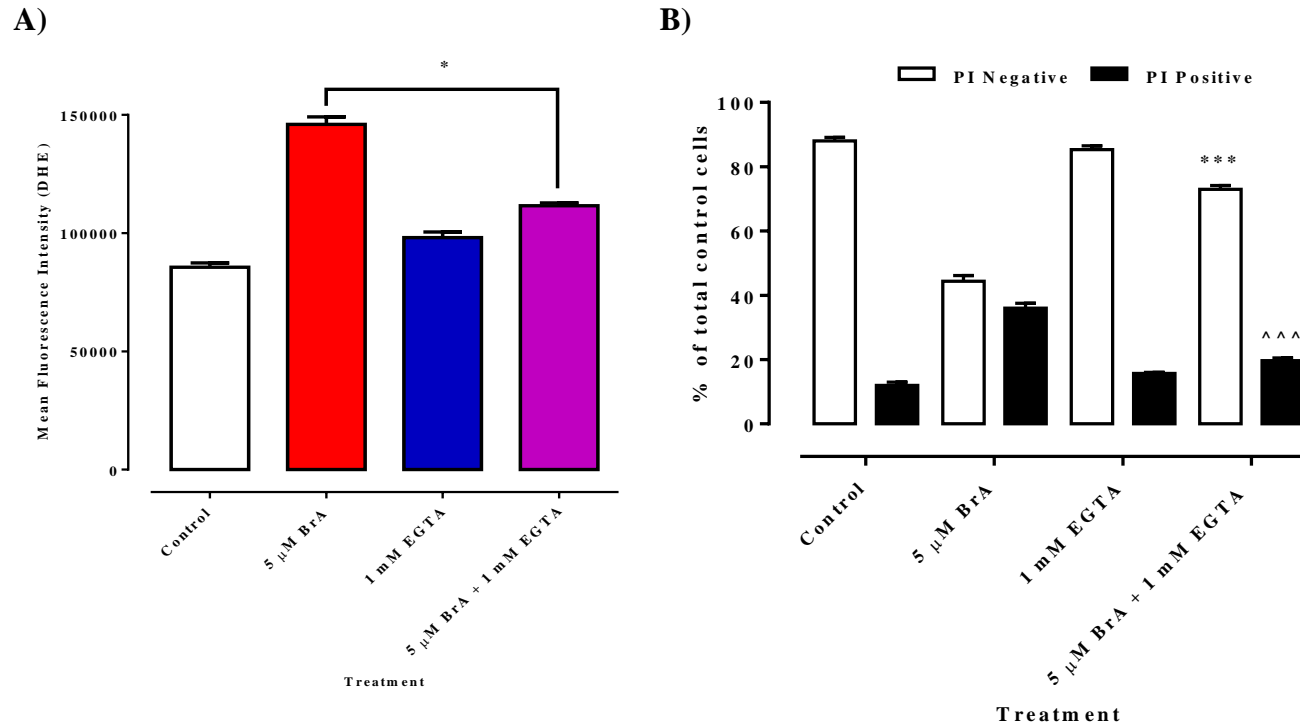 A)
*
150000
100000
50000
0
Mean Fluorescence Intensity (DHE)
Control
5 μM BrA
1 mM EGTA
5 μM BrA + 1 mM EGTA
Treatment
B)
PI Negative
PI Positive
100
80
60
40
20
0
% of total control cells
***
^^^
Control
5 μM BrA
1 mM EGTA
5 μM BrA + 1 mM EGTA
Treatment